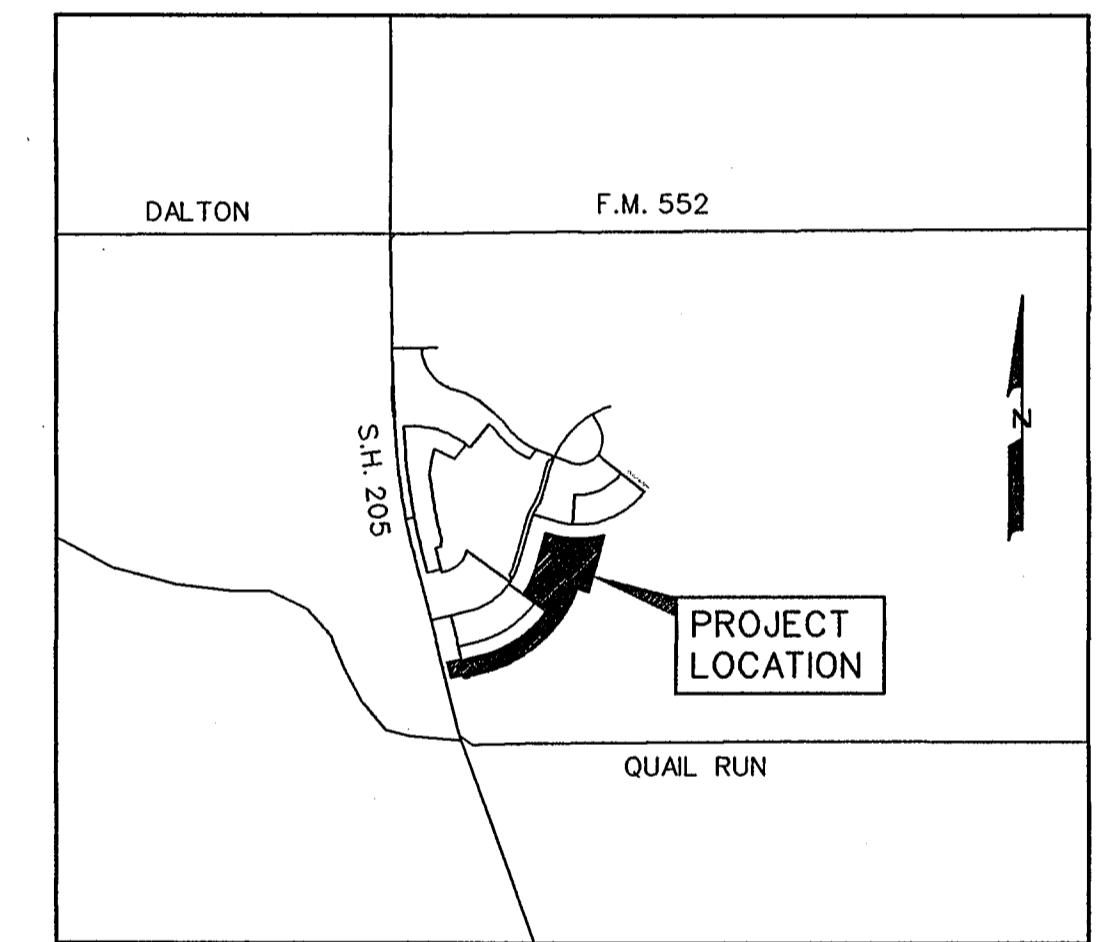 DALTON
F.M. 552
S.H. 205
N
PROJECT
LOCATION
QUAIL RUN